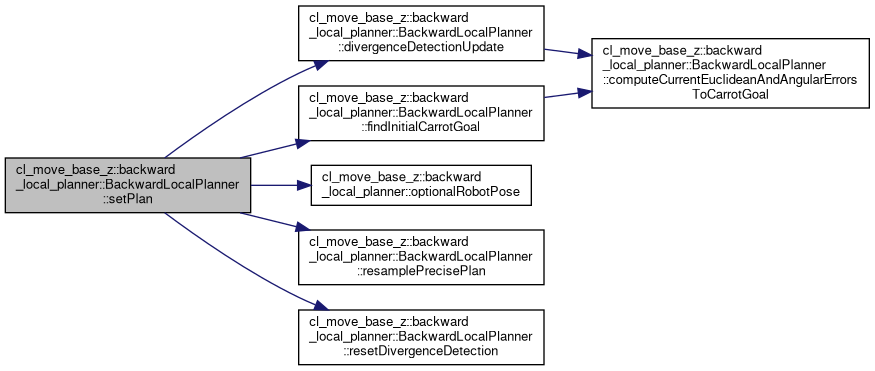 cl_move_base_z::backward
_local_planner::BackwardLocalPlanner
::setPlan
cl_move_base_z::backward
_local_planner::BackwardLocalPlanner
::divergenceDetectionUpdate
cl_move_base_z::backward
_local_planner::BackwardLocalPlanner
::computeCurrentEuclideanAndAngularErrors
ToCarrotGoal
cl_move_base_z::backward
_local_planner::BackwardLocalPlanner
::findInitialCarrotGoal
cl_move_base_z::backward
_local_planner::optionalRobotPose
cl_move_base_z::backward
_local_planner::BackwardLocalPlanner
::resamplePrecisePlan
cl_move_base_z::backward
_local_planner::BackwardLocalPlanner
::resetDivergenceDetection